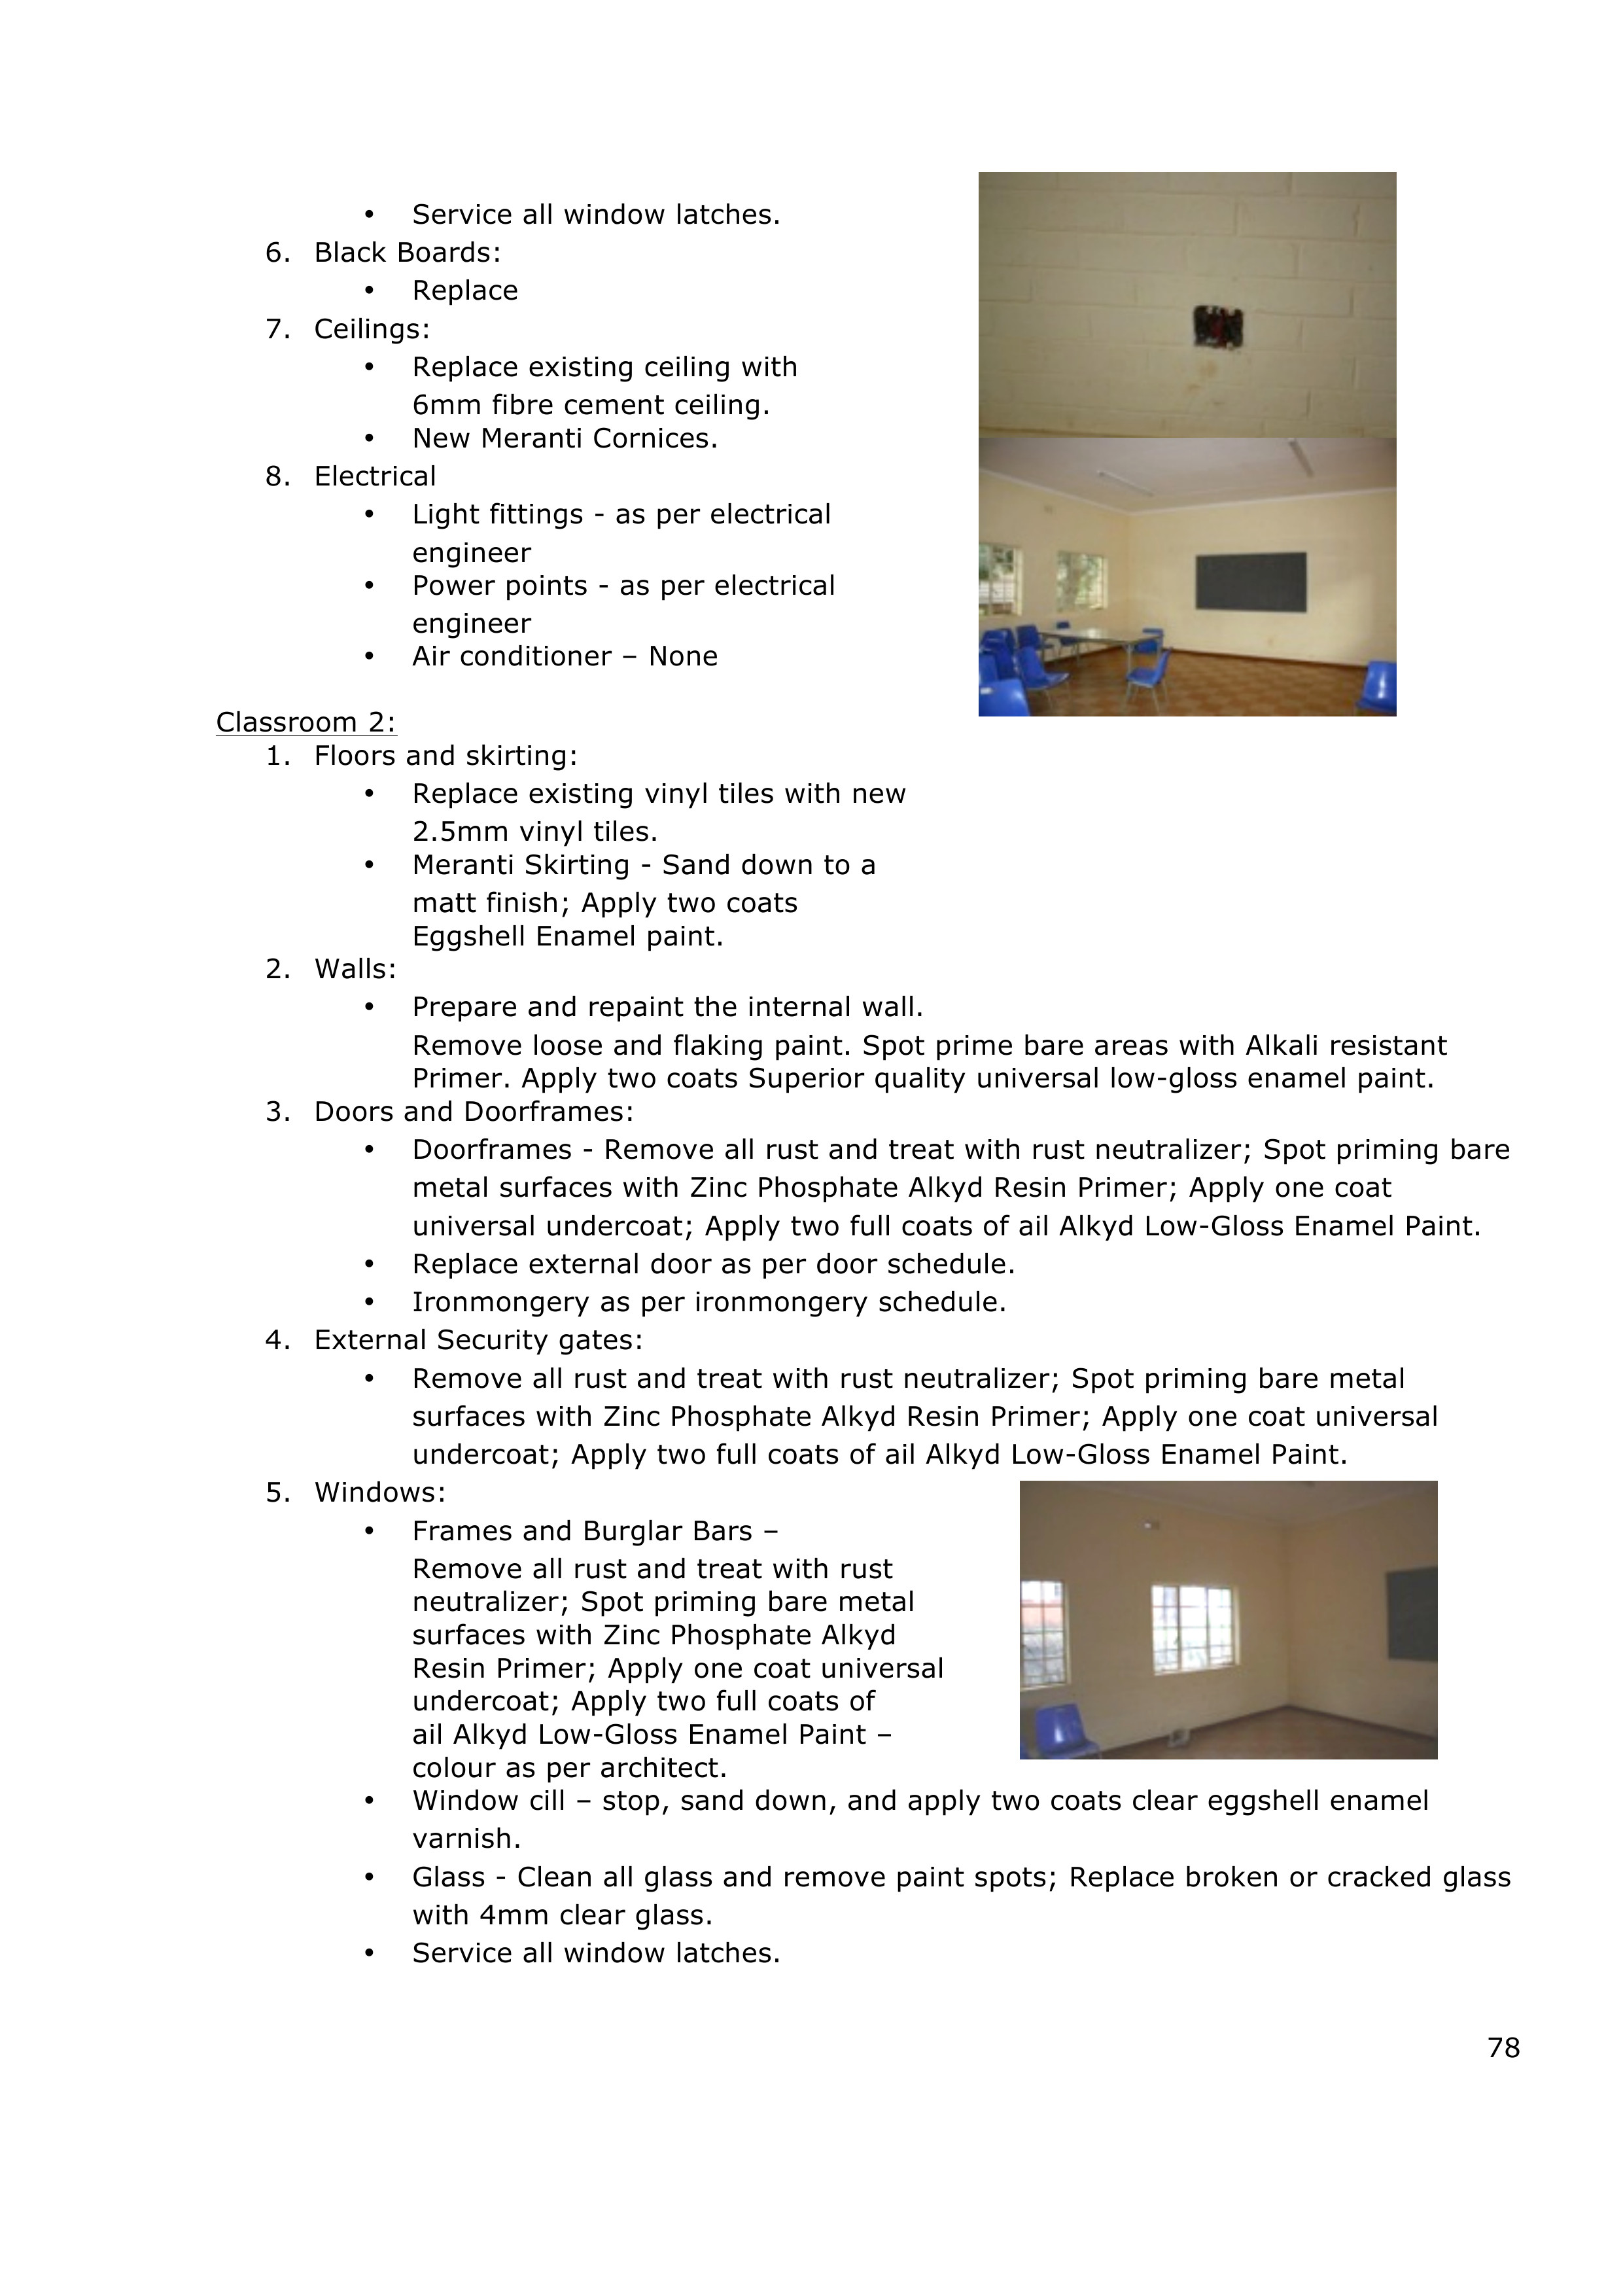 • Service all window latches.
6. Black Boards:
• Replace
7. Ceilings:
• Replace existing ceiling with
6mm fibre cement ceiling.
• New Meranti Cornices.
8. Electrical
• Light fittings - as per electrical
engineer
• Power points - as per electrical
engineer
• Air conditioner – None
Classroom 2:
1. Floors and skirting:
• Replace existing vinyl tiles with new
2.5mm vinyl tiles.
• Meranti Skirting - Sand down to a
matt finish; Apply two coats
Eggshell Enamel paint.
2. Walls:
• Prepare and repaint the internal wall.
Remove loose and flaking paint. Spot prime bare areas with Alkali resistant
Primer. Apply two coats Superior quality universal low-gloss enamel paint.
3. Doors and Doorframes:
• Doorframes - Remove all rust and treat with rust neutralizer; Spot priming bare
metal surfaces with Zinc Phosphate Alkyd Resin Primer; Apply one coat
universal undercoat; Apply two full coats of ail Alkyd Low-Gloss Enamel Paint.
• Replace external door as per door schedule.
• Ironmongery as per ironmongery schedule.
4. External Security gates:
• Remove all rust and treat with rust neutralizer; Spot priming bare metal
surfaces with Zinc Phosphate Alkyd Resin Primer; Apply one coat universal
undercoat; Apply two full coats of ail Alkyd Low-Gloss Enamel Paint.
5. Windows:
• Frames and Burglar Bars –
Remove all rust and treat with rust
neutralizer; Spot priming bare metal
surfaces with Zinc Phosphate Alkyd
Resin Primer; Apply one coat universal
undercoat; Apply two full coats of
ail Alkyd Low-Gloss Enamel Paint –
colour as per architect.
• Window cill – stop, sand down, and apply two coats clear eggshell enamel
varnish.
• Glass - Clean all glass and remove paint spots; Replace broken or cracked glass
with 4mm clear glass.
• Service all window latches.
78